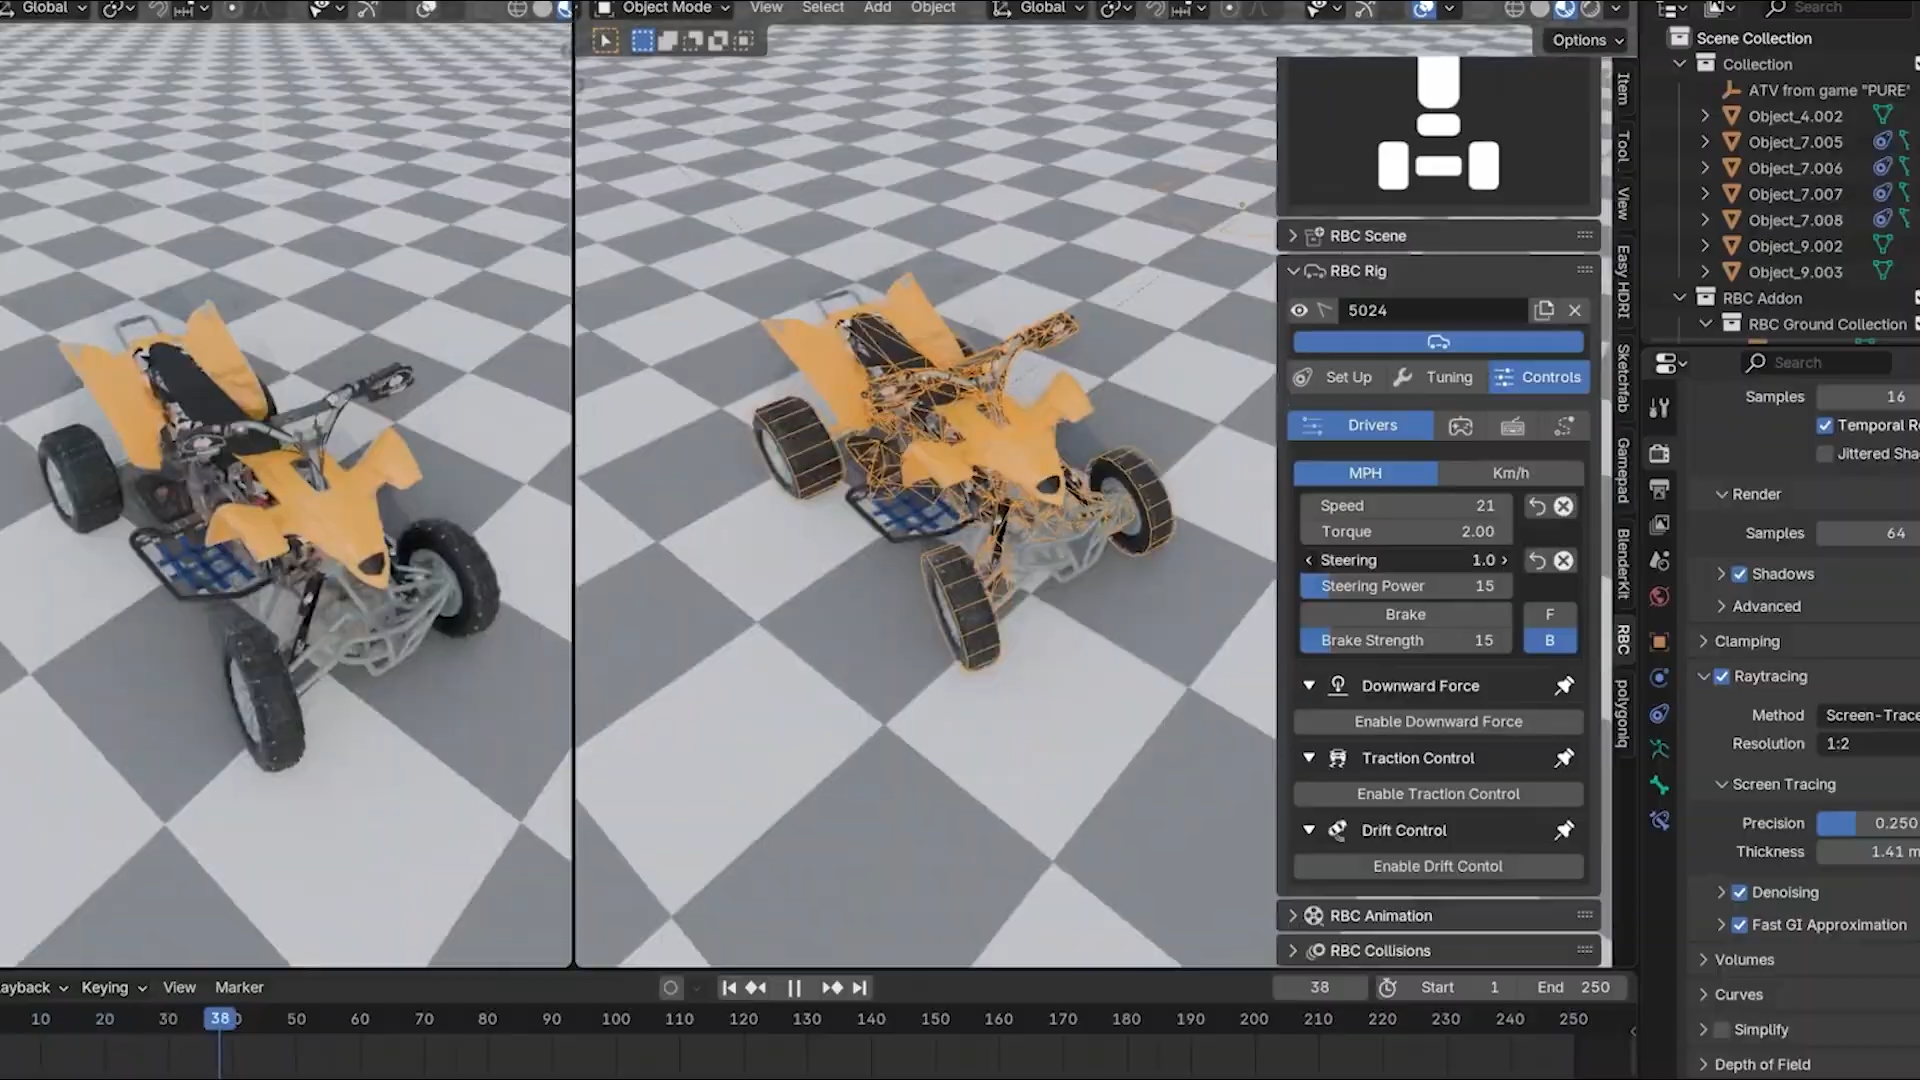 Global
Object Mode
View
Select
Add
Object
Global
Search
Options
Scene Collection
Collection
ATV from game "PURE"
Object_4.002
Object_7.005
Object_7.006
Object_7.007
Object_7.008
Object_9.002
Object_9.003
RBC Addon
RBC Ground Collection
Item
Tool
View
Easy HDRI
Sketchfab
Gamepad
BlenderKit
RBC
polygoniq
RBC Scene
RBC Rig
5024
Set Up
Tuning
Controls
Drivers
MPH
Km/h
Speed 21
Torque 2.00
Steering 1.0
Steering Power 15
Brake
F
Brake Strength 15
B
Downward Force
Enable Downward Force
Traction Control
Enable Traction Control
Drift Control
Enable Drift Contol
RBC Animation
RBC Collisions
Search
Samples 16
Temporal R
Jittered Sha
Render
Samples 64
Shadows
Advanced
Clamping
Raytracing
Method Screen-Trace
Resolution 1:2
Screen Tracing
Precision 0.250
Thickness 1.41 m
Denoising
Fast GI Approximation
Volumes
Curves
Simplify
Depth of Field
ayback
Keying
View
Marker
38
Start 1
End 250
10 20 30 38 50 60 70 80 90 100 110 120 130 140 150 160 170 180 190 200 210 220 230 240 250